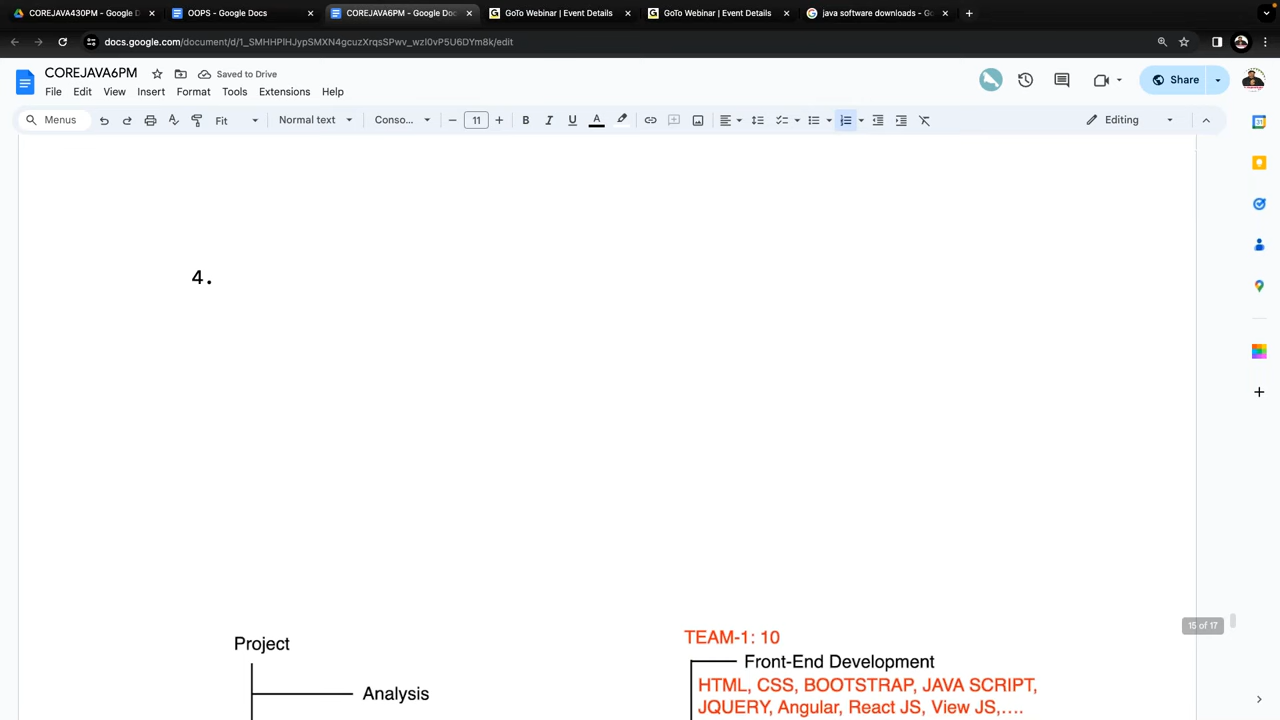 COREJAVA430PM - Google D
OOPS - Google Docs
COREJAVA6PM - Google Doc
GoTo Webinar | Event Details
GoTo Webinar | Event Details
java software downloads - Go
docs.google.com/document/d/1_SMHHPIHJypSMXN4gcuzXrqsSPwv_wzI0vP5U6DYm8k/edit
COREJAVA6PM
Saved to Drive
File Edit View Insert Format Tools Extensions Help
Share
Menus
Fit
Normal text
Conso...
11
Editing
4.
15 of 17
Project
Analysis
TEAM-1: 10
Front-End Development
HTML, CSS, BOOTSTRAP, JAVA SCRIPT,
JQUERY, Angular, React JS, View JS,....